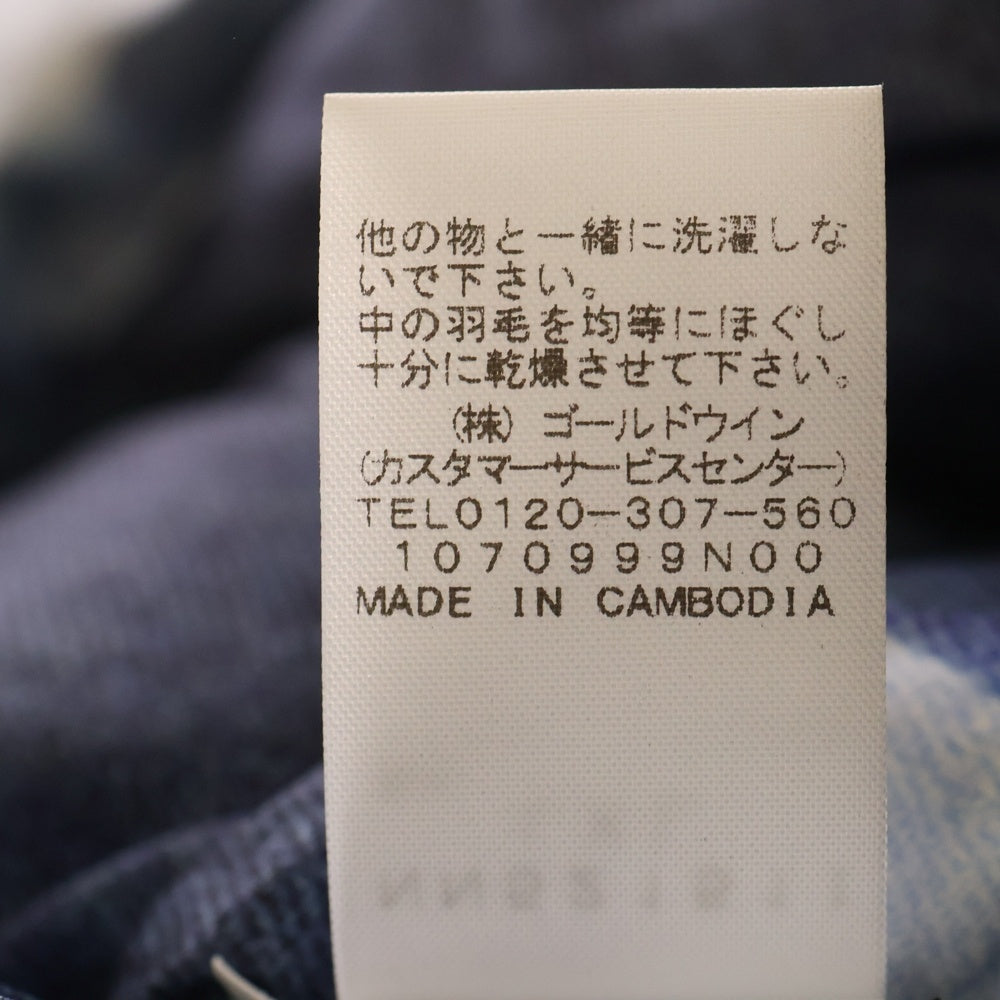 他の物と一緒に洗濯しな
いで下さい。
中の羽毛を均等にほぐし
十分に乾燥させて下さい。
(株) ゴールドウイン
(カスタマーサービスセンター)
TEL0120-307-560
1070999N00
MADE IN CAMBODIA